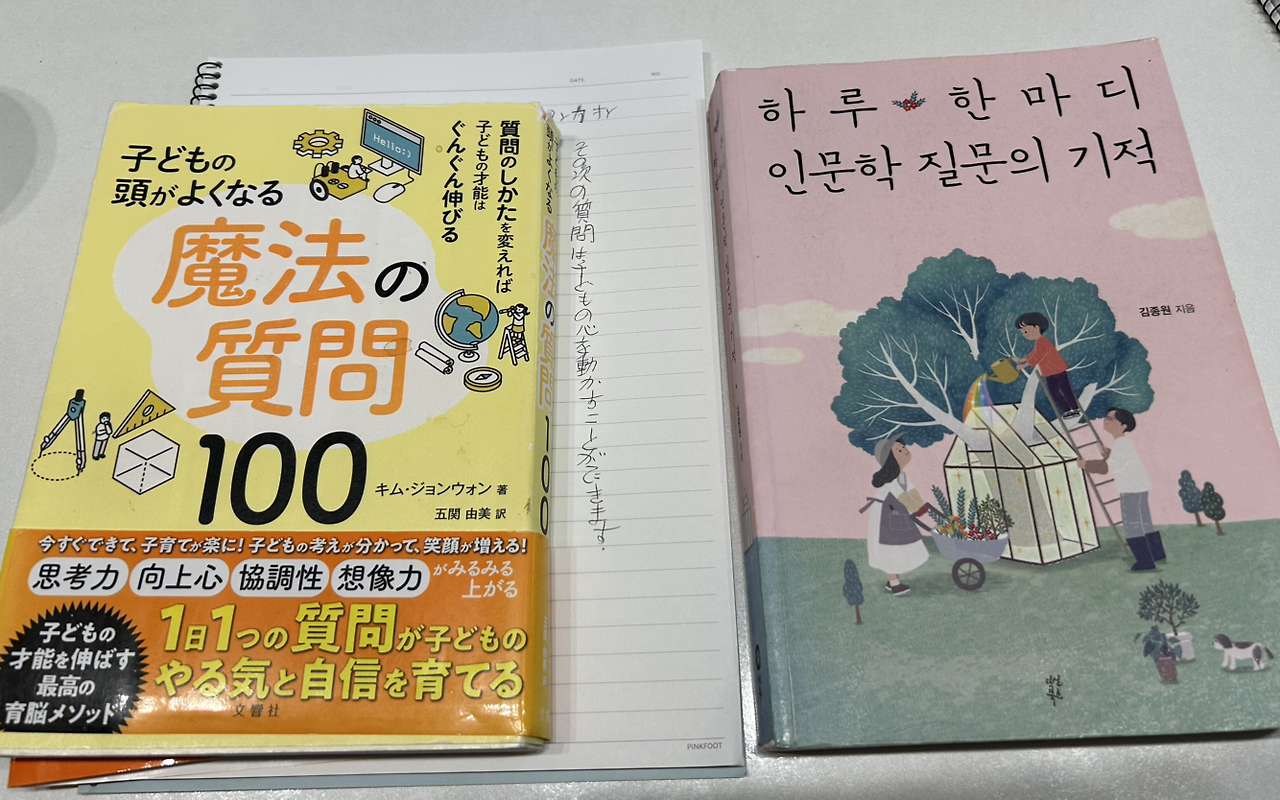 子どもの
頭がよくなる
魔法の
質問
100
質問のしかたを変えれば
子どもの才能は
ぐんぐん伸びる
Hello:)
キム・ジョンウォン 著
五関 由美 訳
今すぐできて、子育てが楽に!子どもの考えが分かって、笑顔が増える!
思考力 向上心 協調性 想像力 がみるみる
上がる
1日1つの質問が子どもの
やる気と自信を育てる
子どもの
才能を伸ばす
最高の
育脳メソッド
文響社
DATE.
NO.
その次の質問は子どもの心を動かすことができます.
PINKFOOT
하루 한마디
인문학 질문의 기적
김종원 지음